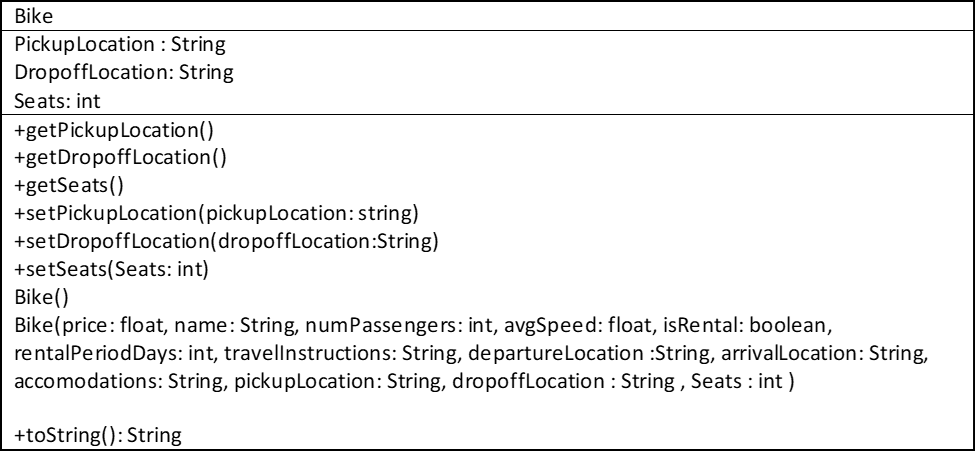 Bike
PickupLocation : String
DropoffLocation: String
Seats: int
+getPickupLocation()
+getDropoffLocation()
+getSeats()
+setPickupLocation(pickupLocation: string)
+setDropoffLocation(dropoffLocation:String)
+setSeats(Seats: int)
Bike()
Bike(price: float, name: String, numPassengers: int, avgSpeed: float, isRental: boolean,
rentalPeriodDays: int, travelInstructions: String, departureLocation :String, arrivalLocation: String,
accomodations: String, pickupLocation: String, dropoffLocation : String , Seats : int )
+toString(): String